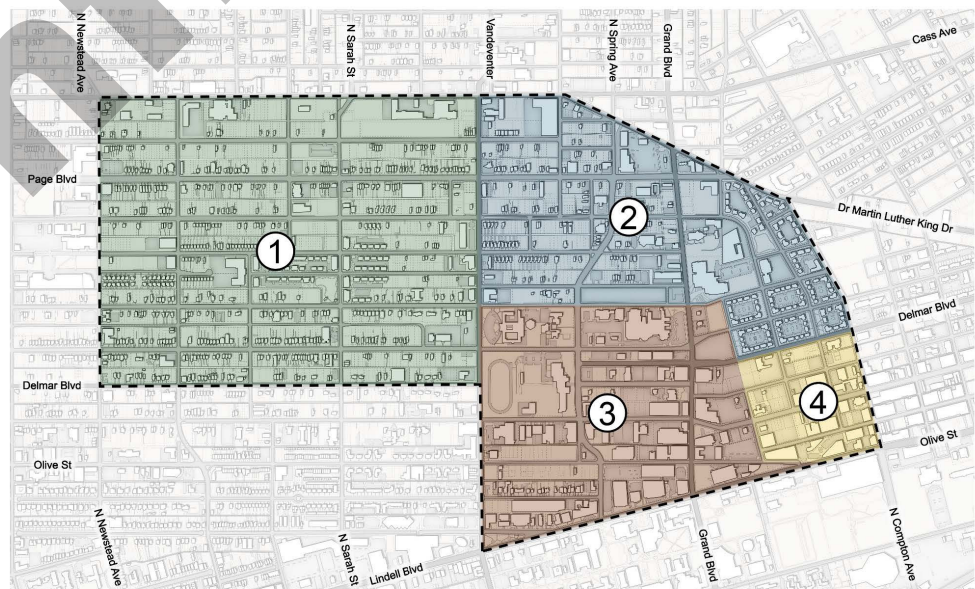 N Newstead Ave
N Sarah St
Vandeventer
N Spring Ave
Grand Blvd
Cass Ave
Page Blvd
Dr Martin Luther King Dr
2
1
Delmar Blvd
Delmar Blvd
3
4
Olive St
Olive St
N Newstead Ave
N Sarah St
Lindell Blvd
Grand Blvd
N Compton Ave